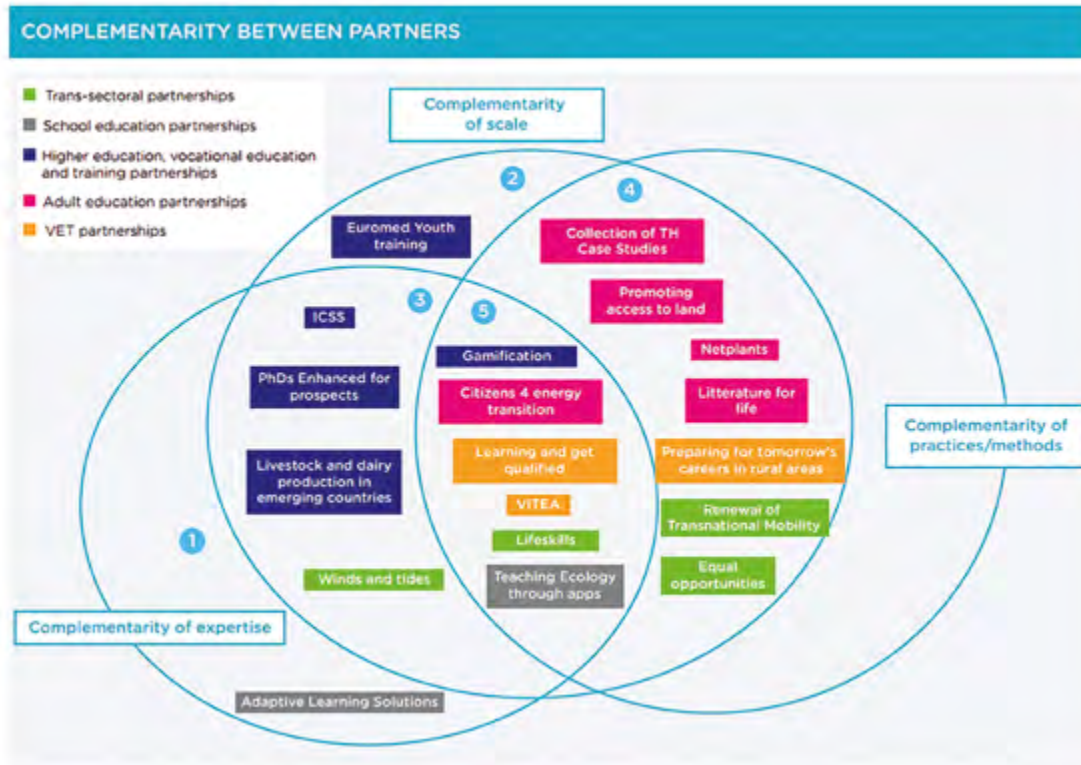 COMPLEMENTARITY BETWEEN PARTNERS
Trans-sectoral partnerships
School education partnerships
Higher education, vocational education
and training partnerships
Adult education partnerships
VET partnerships
Complementarity
of scale
2
4
Euromed Youth
training
Collection of TH
Case Studies
3
5
Promoting
access to land
ICSS
Gamification
Netplants
PhDs Enhanced for
prospects
Citizens 4 energy
transition
Litterature for
life
Complementarity of
practices/methods
Livestock and dairy
production in
emerging countries
Learning and get
qualified
Preparing for tomorrow's
careers in rural areas
VITEA
Renewal of
Transnational Mobility
1
Lifeskills
Winds and tides
Teaching Ecology
through apps
Equal
opportunities
Complementarity of expertise
Adaptive Learning Solutions